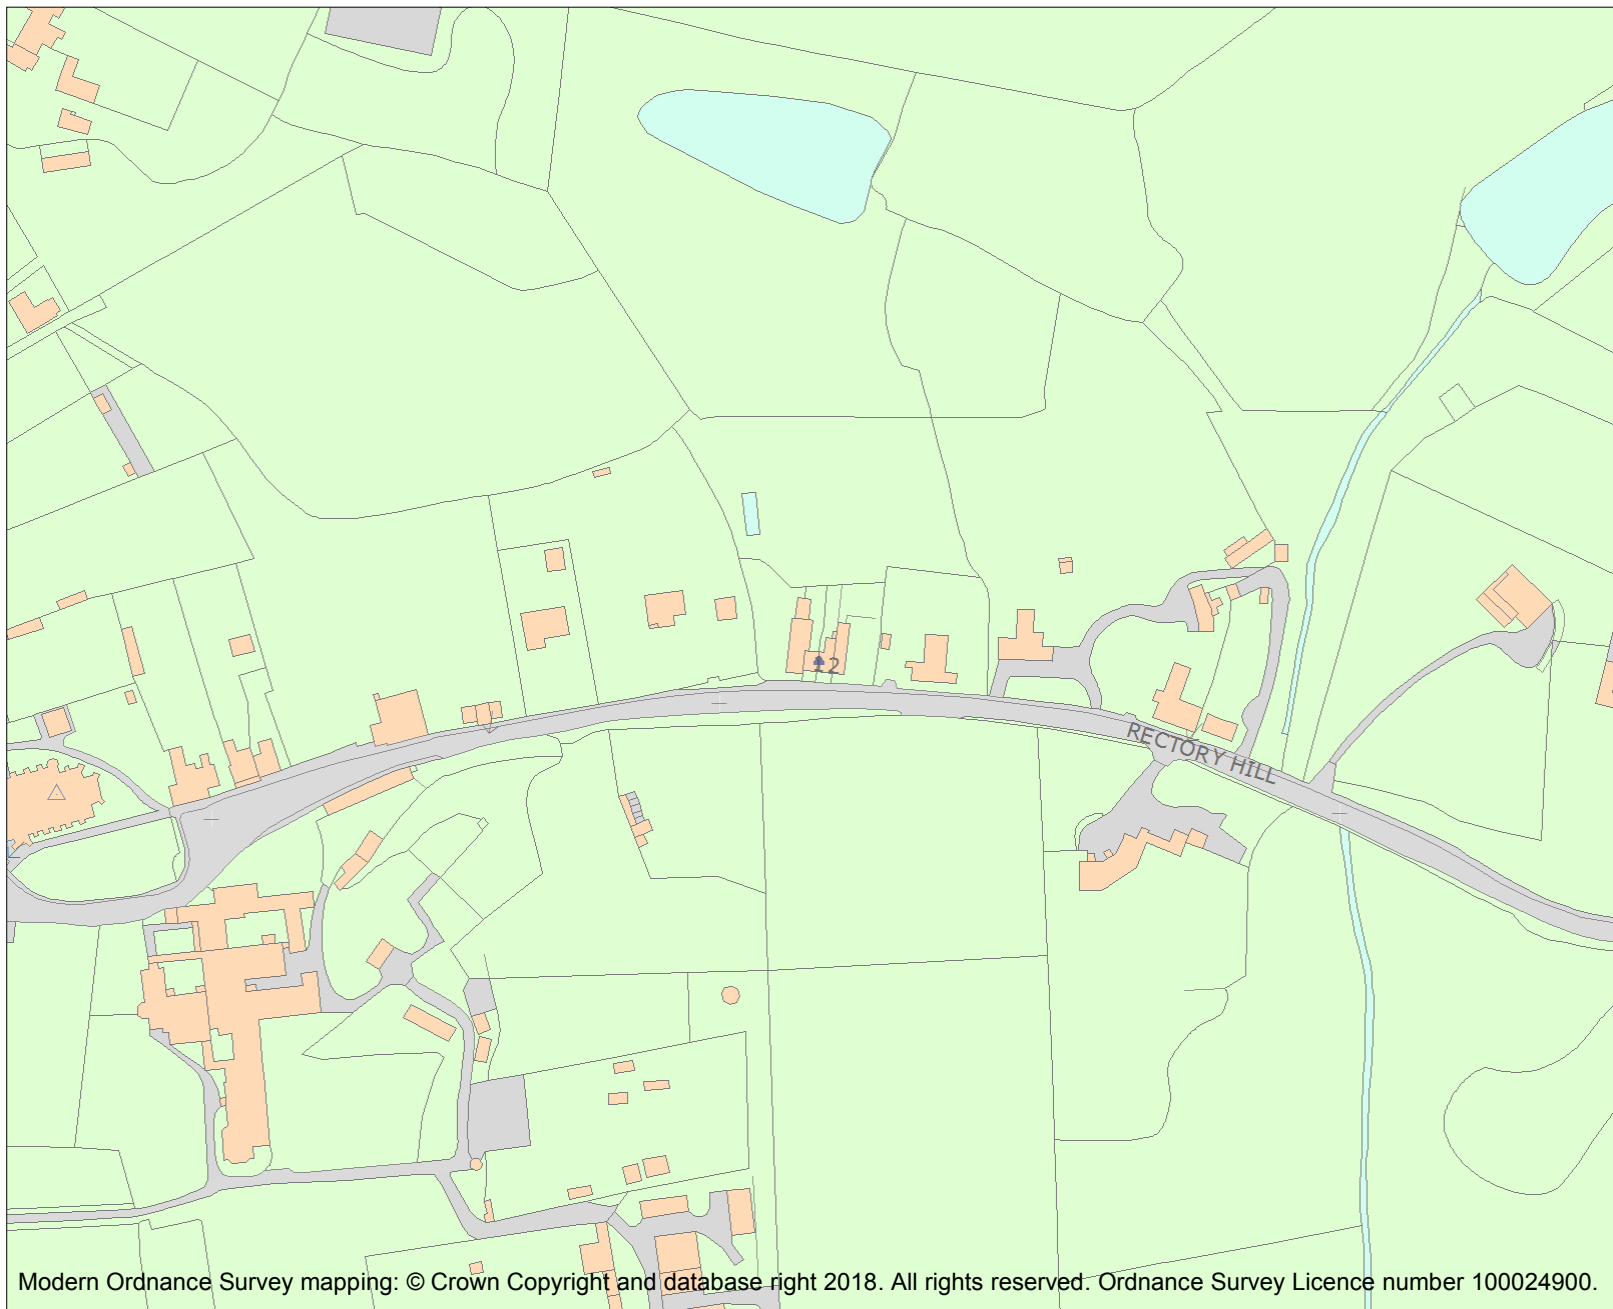 12
RECTORY HILL
Modern Ordnance Survey mapping: © Crown Copyright and database right 2018. All rights reserved. Ordnance Survey Licence number 100024900.